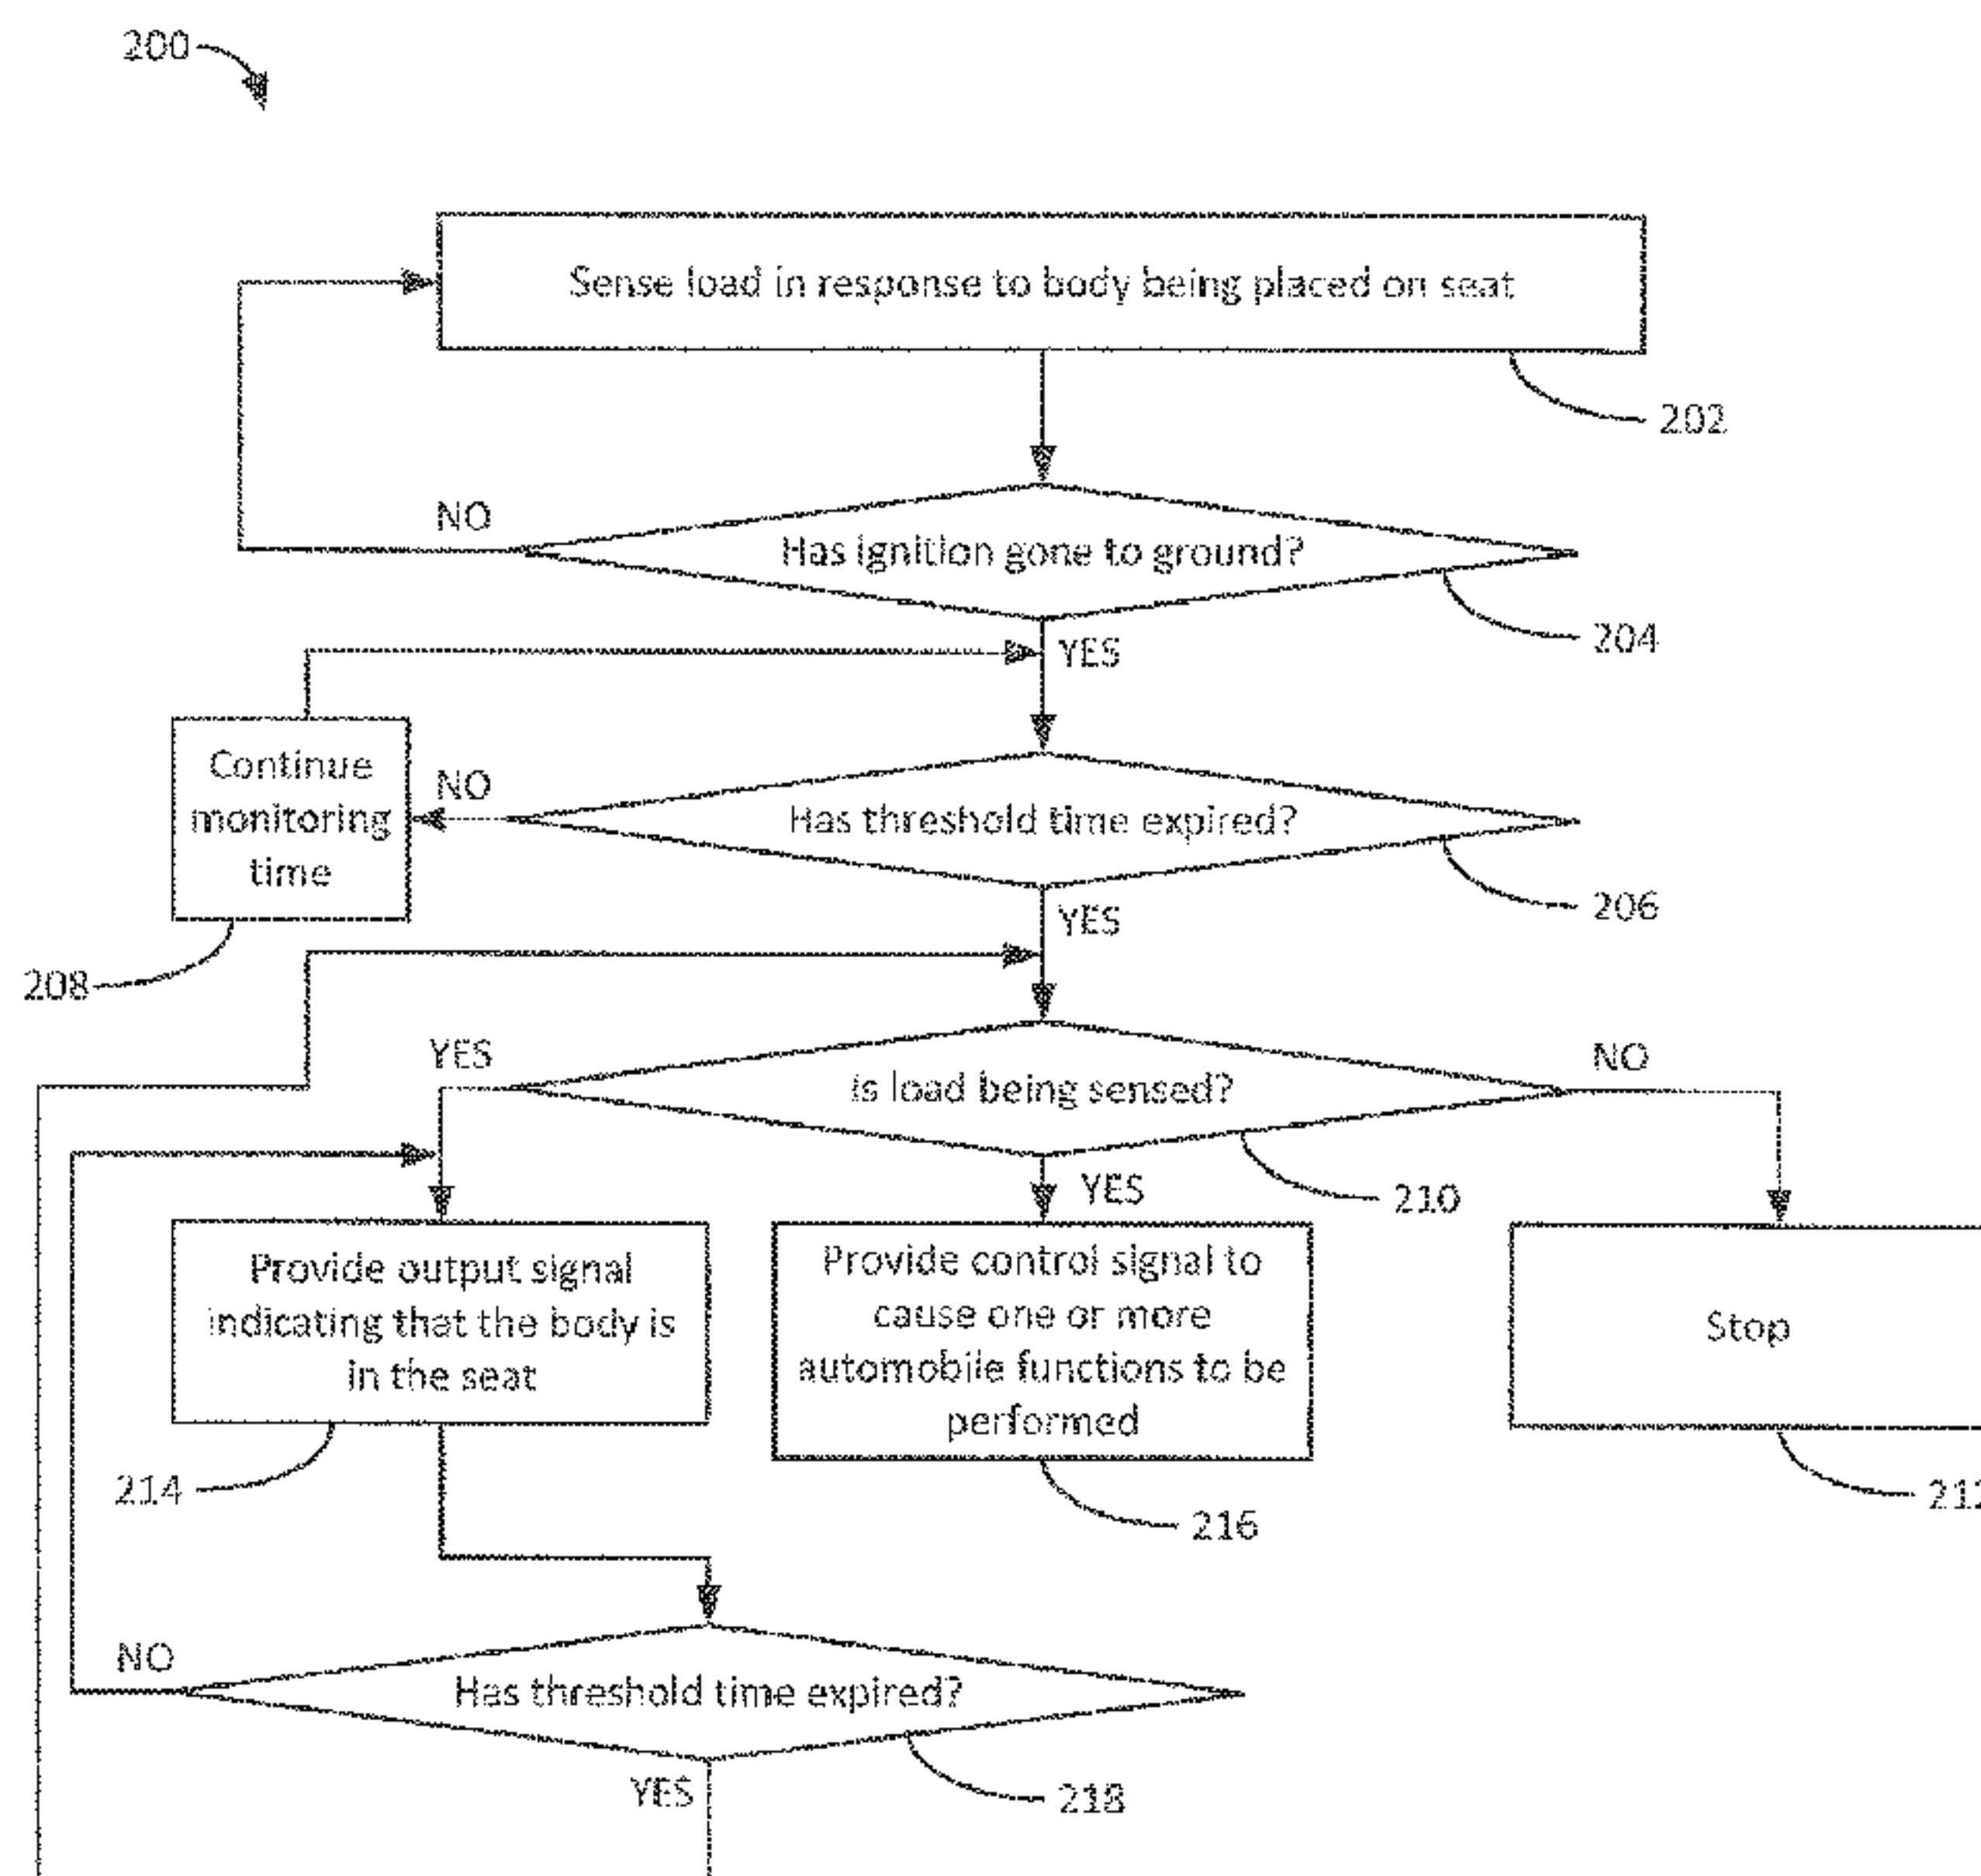 200
Sense load in response to body being placed on seat
202
NO
Has ignition gone to ground?
204
YES
Continue
monitoring
time
NO
Has threshold time expired?
206
YES
208
YES
is load being sensed?
NO
YES
210
Provide output signal
indicating that the body is
in the seat
Provide control signal to
cause one or more
automobile functions to be
performed
Stop
214
216
212
NO
Has threshold time expired?
YES
218